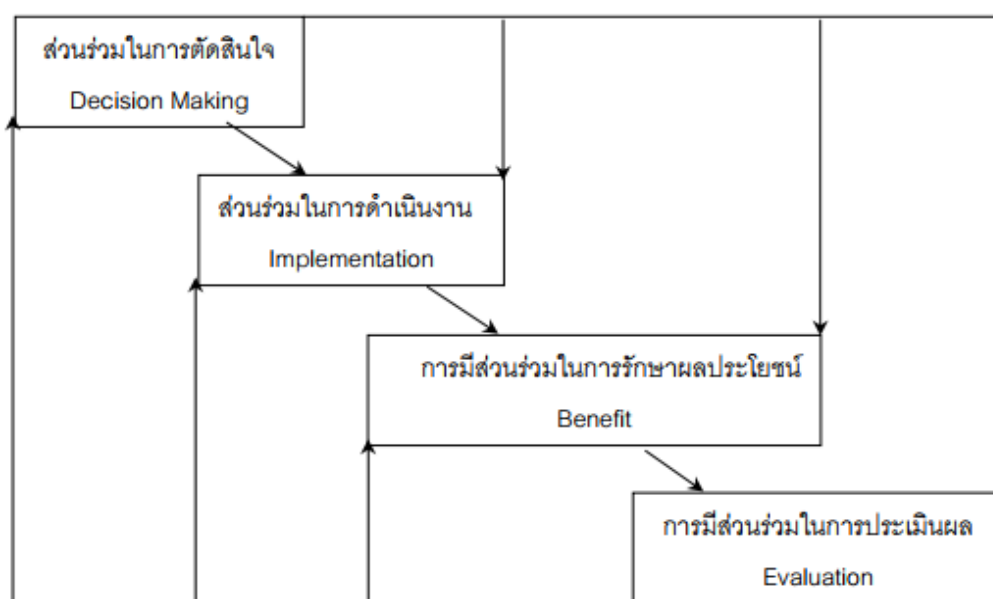 ส่วนร่วมในการตัดสินใจ
Decision Making
ส่วนร่วมในการดำเนินงาน
Implementation
การมีส่วนร่วมในการรักษาผลประโยชน์
Benefit
การมีส่วนร่วมในการประเมินผล
Evaluation